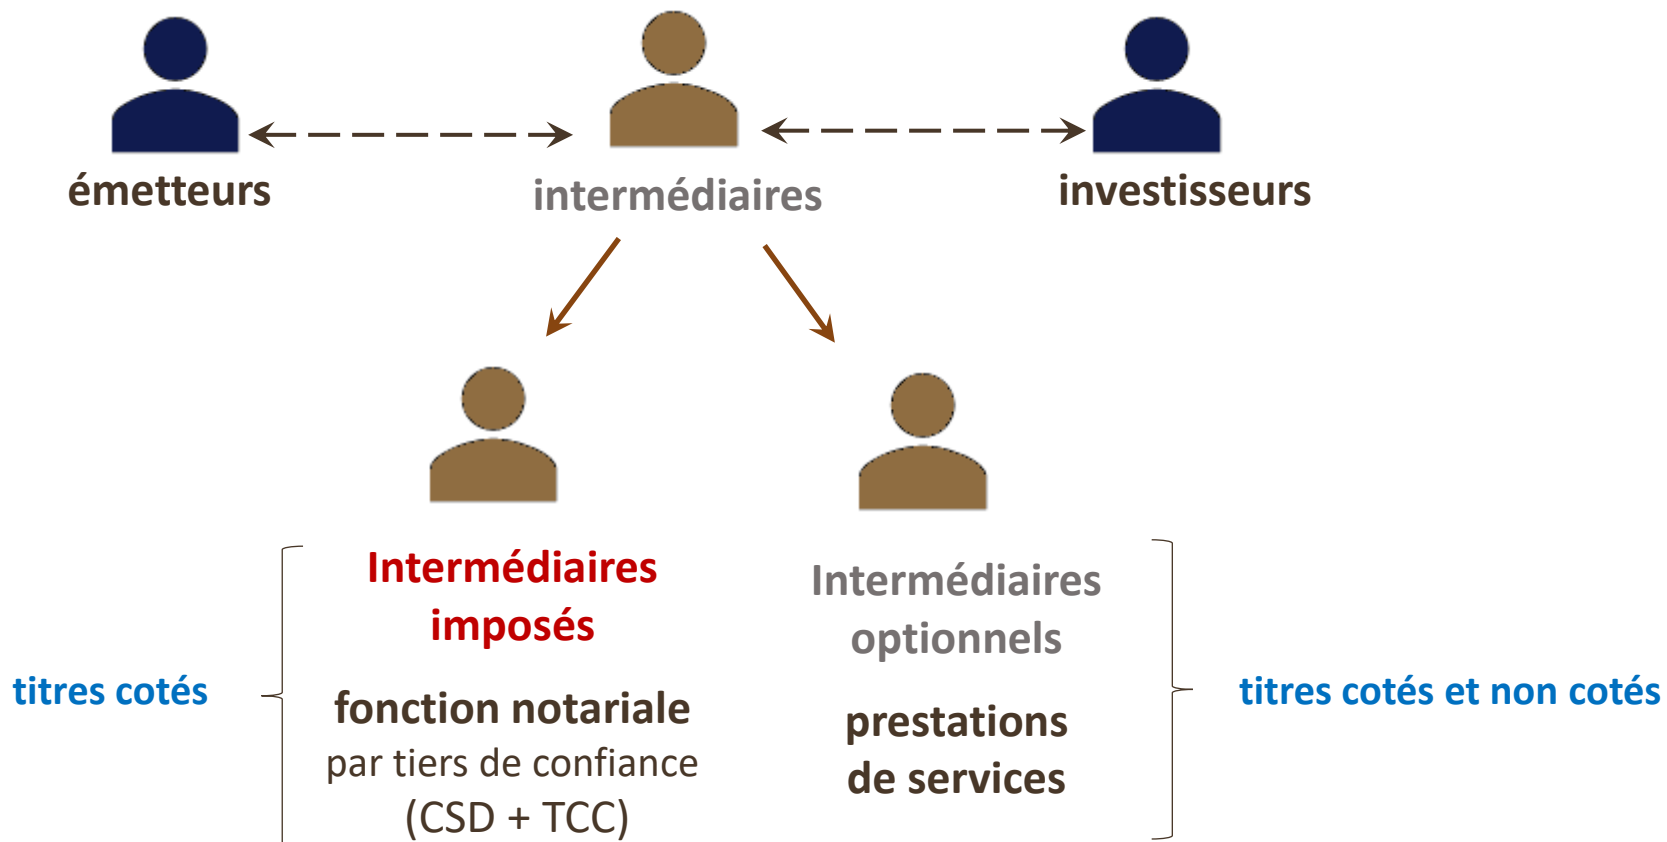 émetteurs
intermédiaires
investisseurs
Intermédiaires
imposés
fonction notariale
par tiers de confiance
(CSD + TCC)
titres cotés
Intermédiaires
optionnels
prestations
de services
titres cotés et non cotés